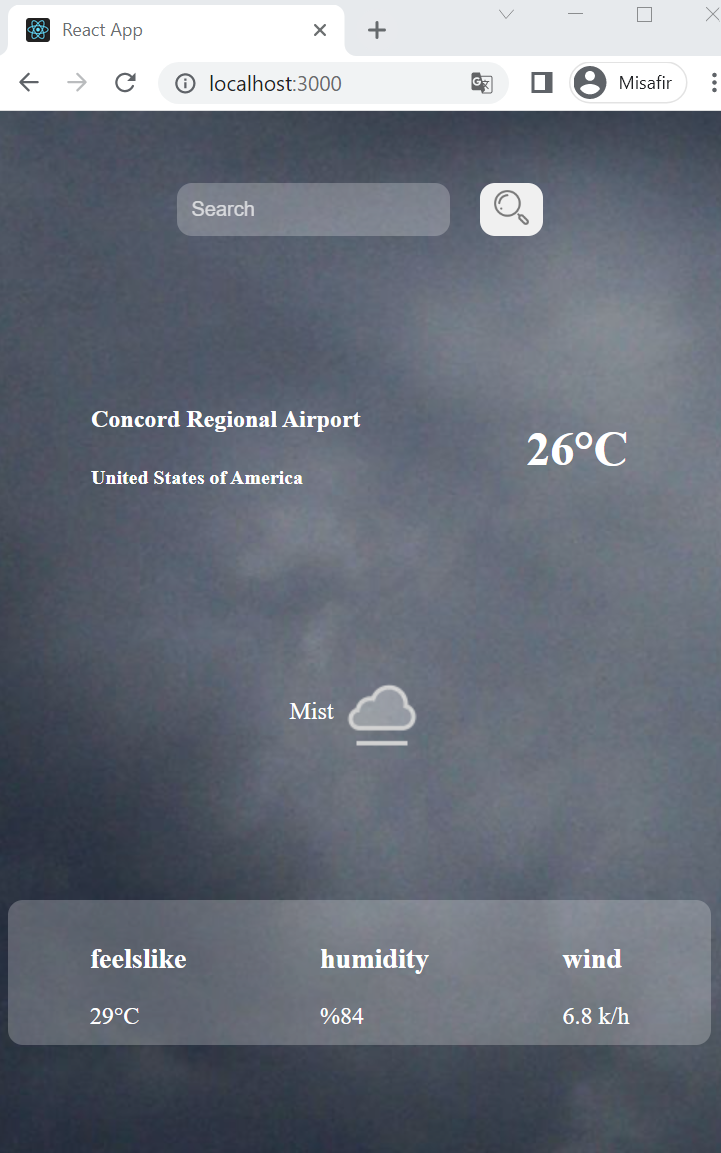 React App
localhost:3000
Misafir
Search
Concord Regional Airport
26°C
United States of America
Mist
feelslike humidity wind
29°C %84 6.8 k/h